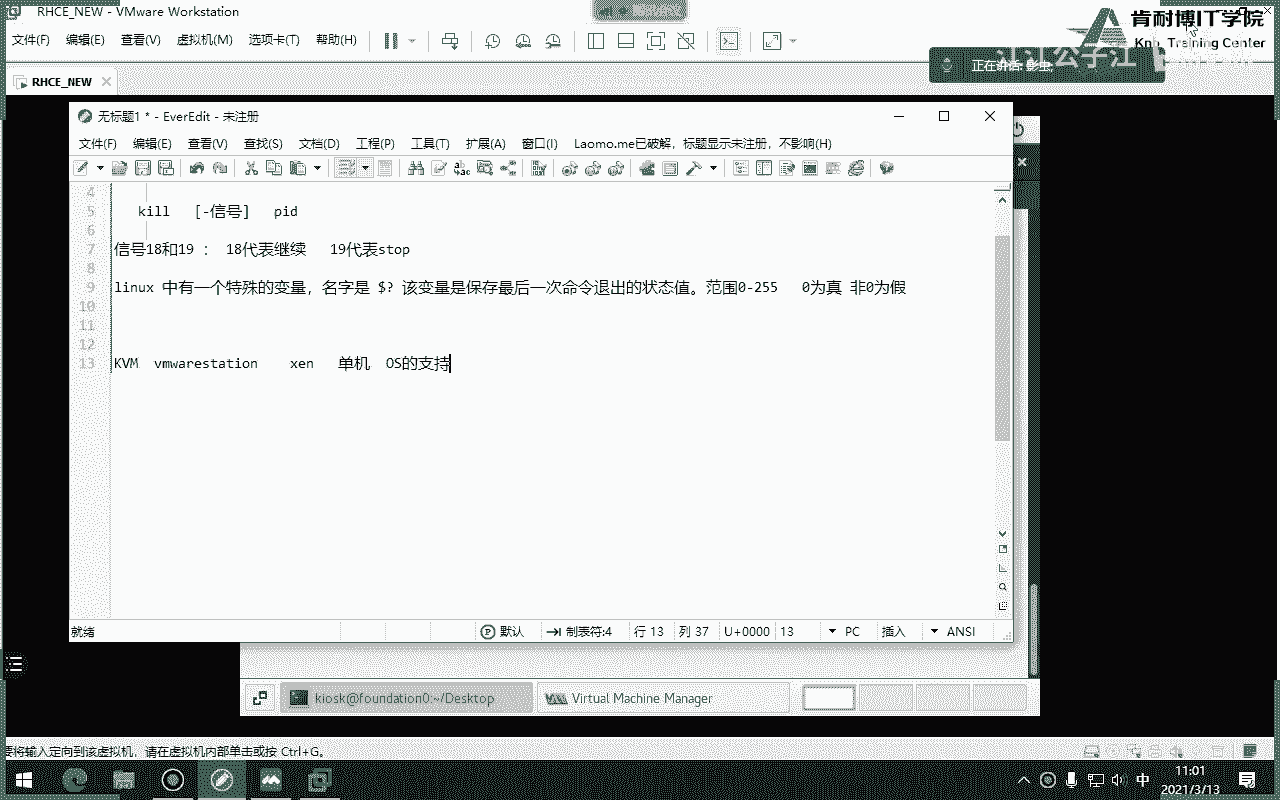 RHCE_NEW - VMware Workstation
文件(F) 编辑(E) 查看(V) 虚拟机(M) 选项卡(T) 帮助(H)
肯耐博IT学院
Knb Training Center
江江公子江
正在讲话: 影虫;
RHCE_NEW
无标题1 * - EverEdit - 未注册
文件(F) 编辑(E) 查看(V) 查找(S) 文档(D) 工程(P) 工具(T) 扩展(A) 窗口(I) Laomo.me已破解，标题显示未注册，不影响(H)
4
5 kill [-信号] pid
6
7 信号18和19 ： 18代表继续 19代表stop
8
9 linux 中有一个特殊的变量，名字是 $? 该变量是保存最后一次命令退出的状态值。范围0-255 0为真 非0为假
10
11
12
13 KVM vmwarestation xen 单机 OS的支持
就绪 默认 制表符:4 行 13 列 37 U+0000 13 PC 插入 ANSI
kiosk@foundation0:~/Desktop Virtual Machine Manager
要将输入定向到该虚拟机，请在虚拟机内部单击或按 Ctrl+G。
中 11:01
2021/3/13